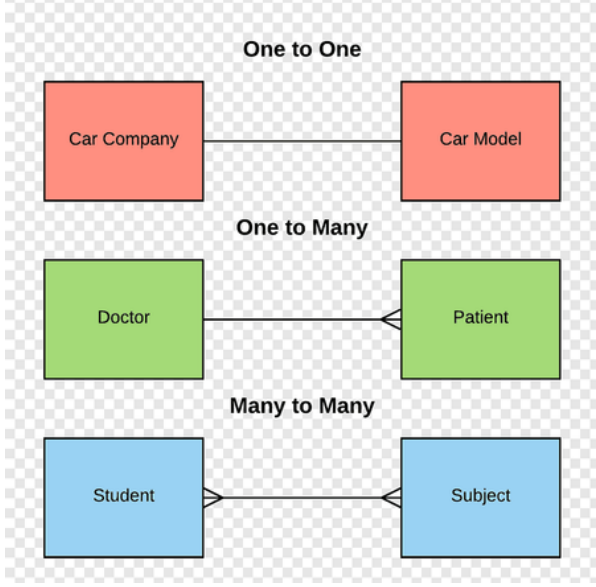 One to One
Car Company
Car Model
One to Many
Doctor
Patient
Many to Many
Student
Subject